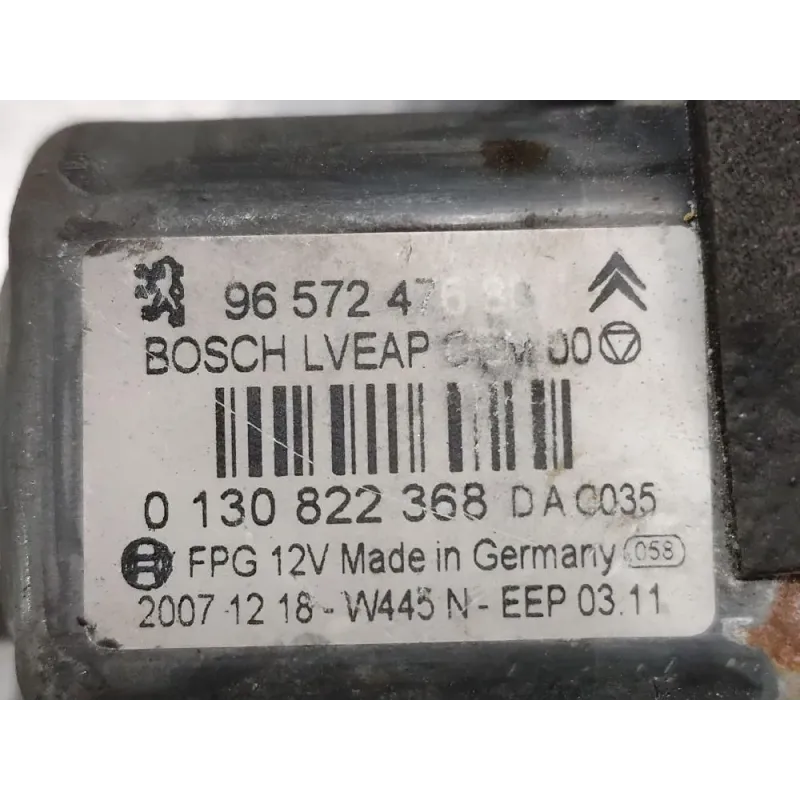 96 572 47
BOSCH LVEAP 00
0 130 822 368 D A C035
FPG 12V Made in Germany 058
2007 12 18 - W445 N - EEP 03.11